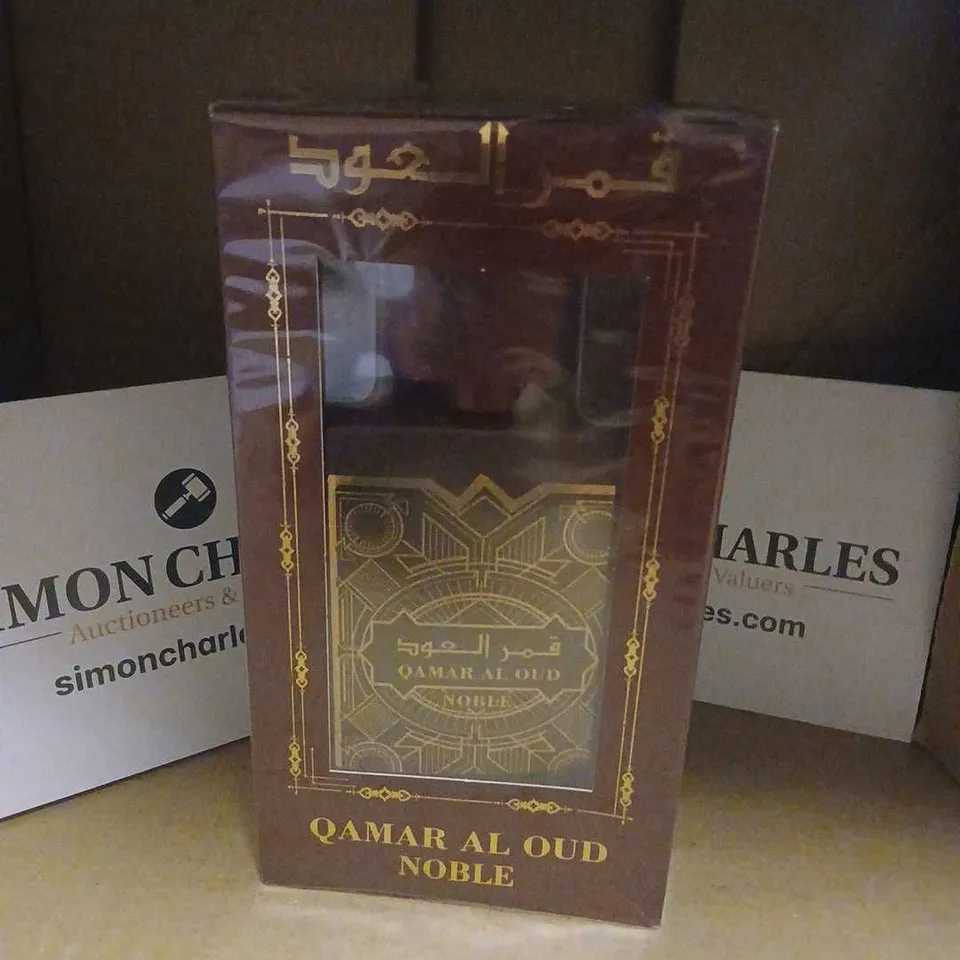 قمر العود
قمر العود
QAMAR AL OUD
NOBLE
QAMAR AL OUD
NOBLE
IMON CH
Auctioneers &
simoncharle
HARLES
Valuers
es.com